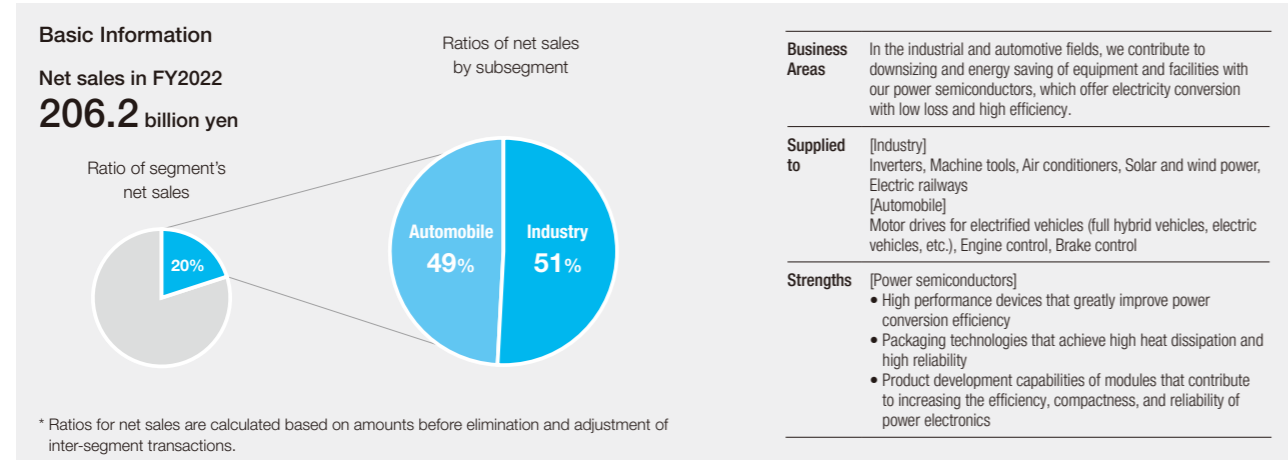 Basic Information
Net sales in FY2022
206.2 billion yen
Ratio of segment's
net sales
20%
Ratios of net sales
by subsegment
Automobile
49%
Industry
51%
* Ratios for net sales are calculated based on amounts before elimination and adjustment of
inter-segment transactions.
Business
Areas
In the industrial and automotive fields, we contribute to
downsizing and energy saving of equipment and facilities with
our power semiconductors, which offer electricity conversion
with low loss and high efficiency.
Supplied
to
[Industry]
Inverters, Machine tools, Air conditioners, Solar and wind power,
Electric railways
[Automobile]
Motor drives for electrified vehicles (full hybrid vehicles, electric
vehicles, etc.), Engine control, Brake control
Strengths
[Power semiconductors]
• High performance devices that greatly improve power
conversion efficiency
• Packaging technologies that achieve high heat dissipation and
high reliability
• Product development capabilities of modules that contribute
to increasing the efficiency, compactness, and reliability of
power electronics